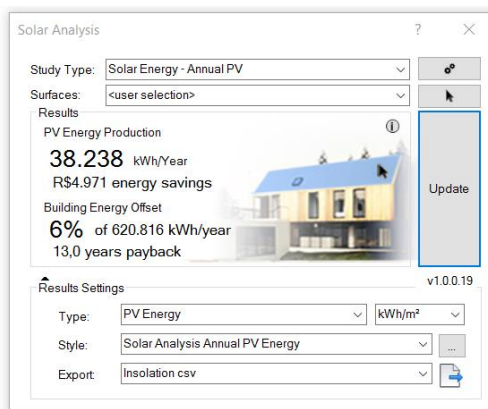 Solar Analysis ?
Study Type: Solar Energy - Annual PV
Surfaces: <user selection>
Results
PV Energy Production
38.238 kWh/Year
R$4.971 energy savings
Building Energy Offset
6% of 620.816 kWh/year
13,0 years payback
Update
v1.0.0.19
Results Settings
Type: PV Energy kWh/m²
Style: Solar Analysis Annual PV Energy ...
Export: Insolation csv